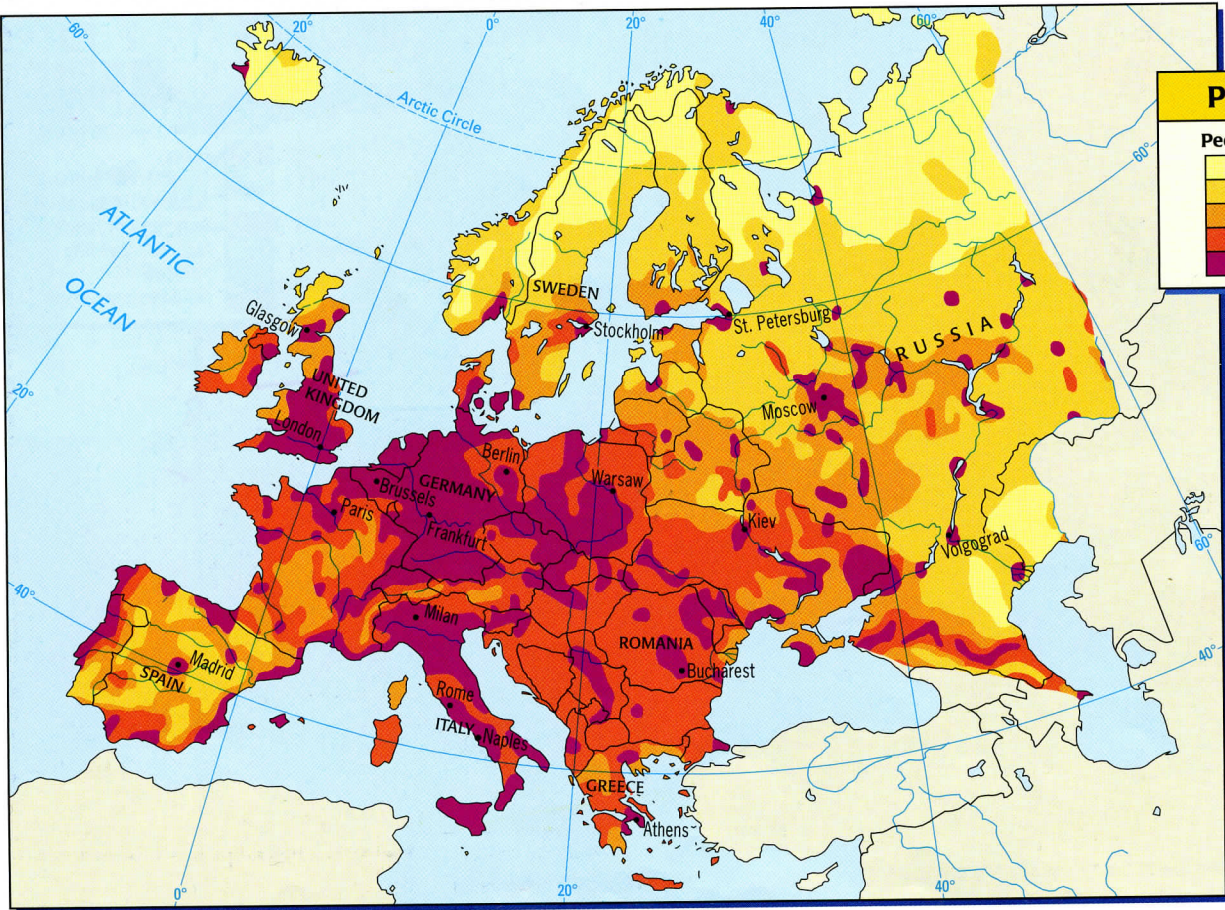 60°
20°
0°
20°
40°
60°
Arctic Circle
P
60°
ATLANTIC
OCEAN
SWEDEN
Glasgow
Stockholm
St. Petersburg
RUSSIA
20°
UNITED
KINGDOM
Moscow
London
Berlin
GERMANY
Warsaw
Brussels
Paris
Frankfurt
Kiev
Volgograd
60°
40°
Milan
ROMANIA
Madrid
SPAIN
Bucharest
40°
Rome
ITALY
Naples
GREECE
Athens
0°
20°
40°